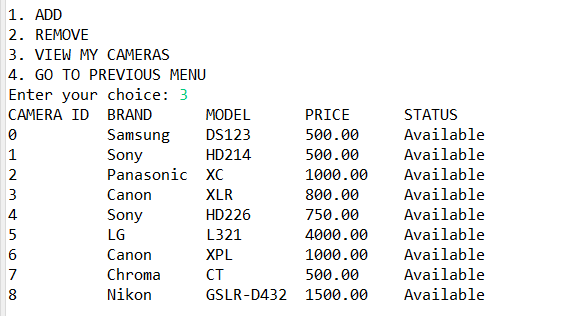 1. ADD
2. REMOVE
3. VIEW MY CAMERAS
4. GO TO PREVIOUS MENU
Enter your choice: 3
CAMERA ID  BRAND      MODEL      PRICE      STATUS
0          Samsung    DS123      500.00     Available
1          Sony       HD214      500.00     Available
2          Panasonic  XC         1000.00    Available
3          Canon      XLR        800.00     Available
4          Sony       HD226      750.00     Available
5          LG         L321       4000.00    Available
6          Canon      XPL        1000.00    Available
7          Chroma     CT         500.00     Available
8          Nikon      GSLR-D432  1500.00    Available